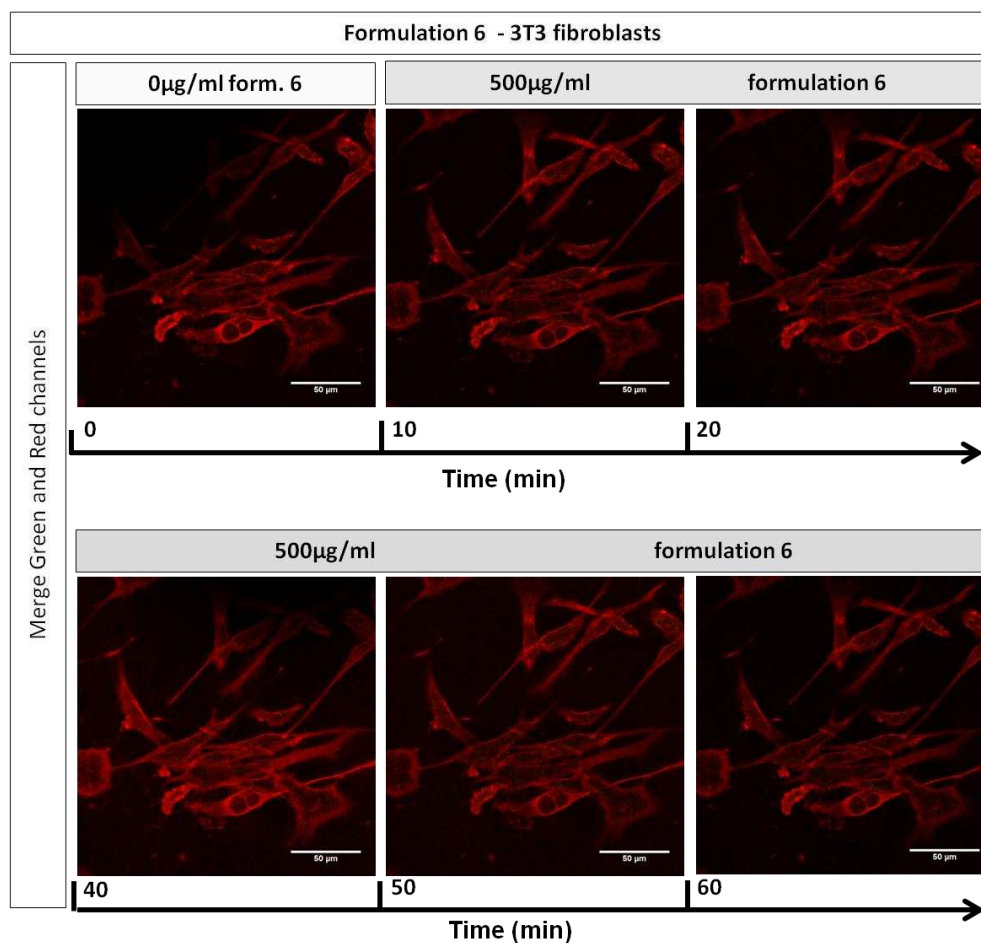 Formulation 6 - 3T3 fibroblasts
Merge Green and Red channels
0µg/ml form. 6
500µg/ml formulation 6
50 µm
50 µm
50 µm
0
10
20
Time (min)
500µg/ml formulation 6
50 µm
50 µm
50 µm
40
50
60
Time (min)